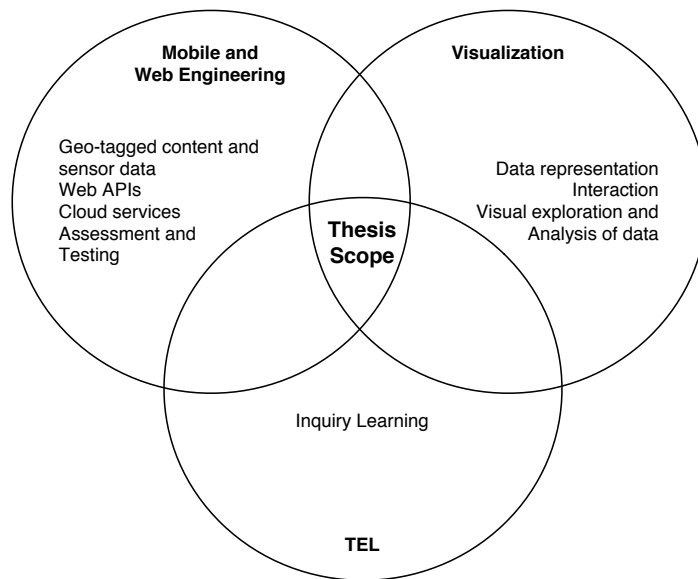 Mobile and
Web Engineering
Visualization
Geo-tagged content and
sensor data
Web APIs
Cloud services
Assessment and
Testing
Data representation
Interaction
Visual exploration and
Analysis of data
Thesis
Scope
Inquiry Learning
TEL